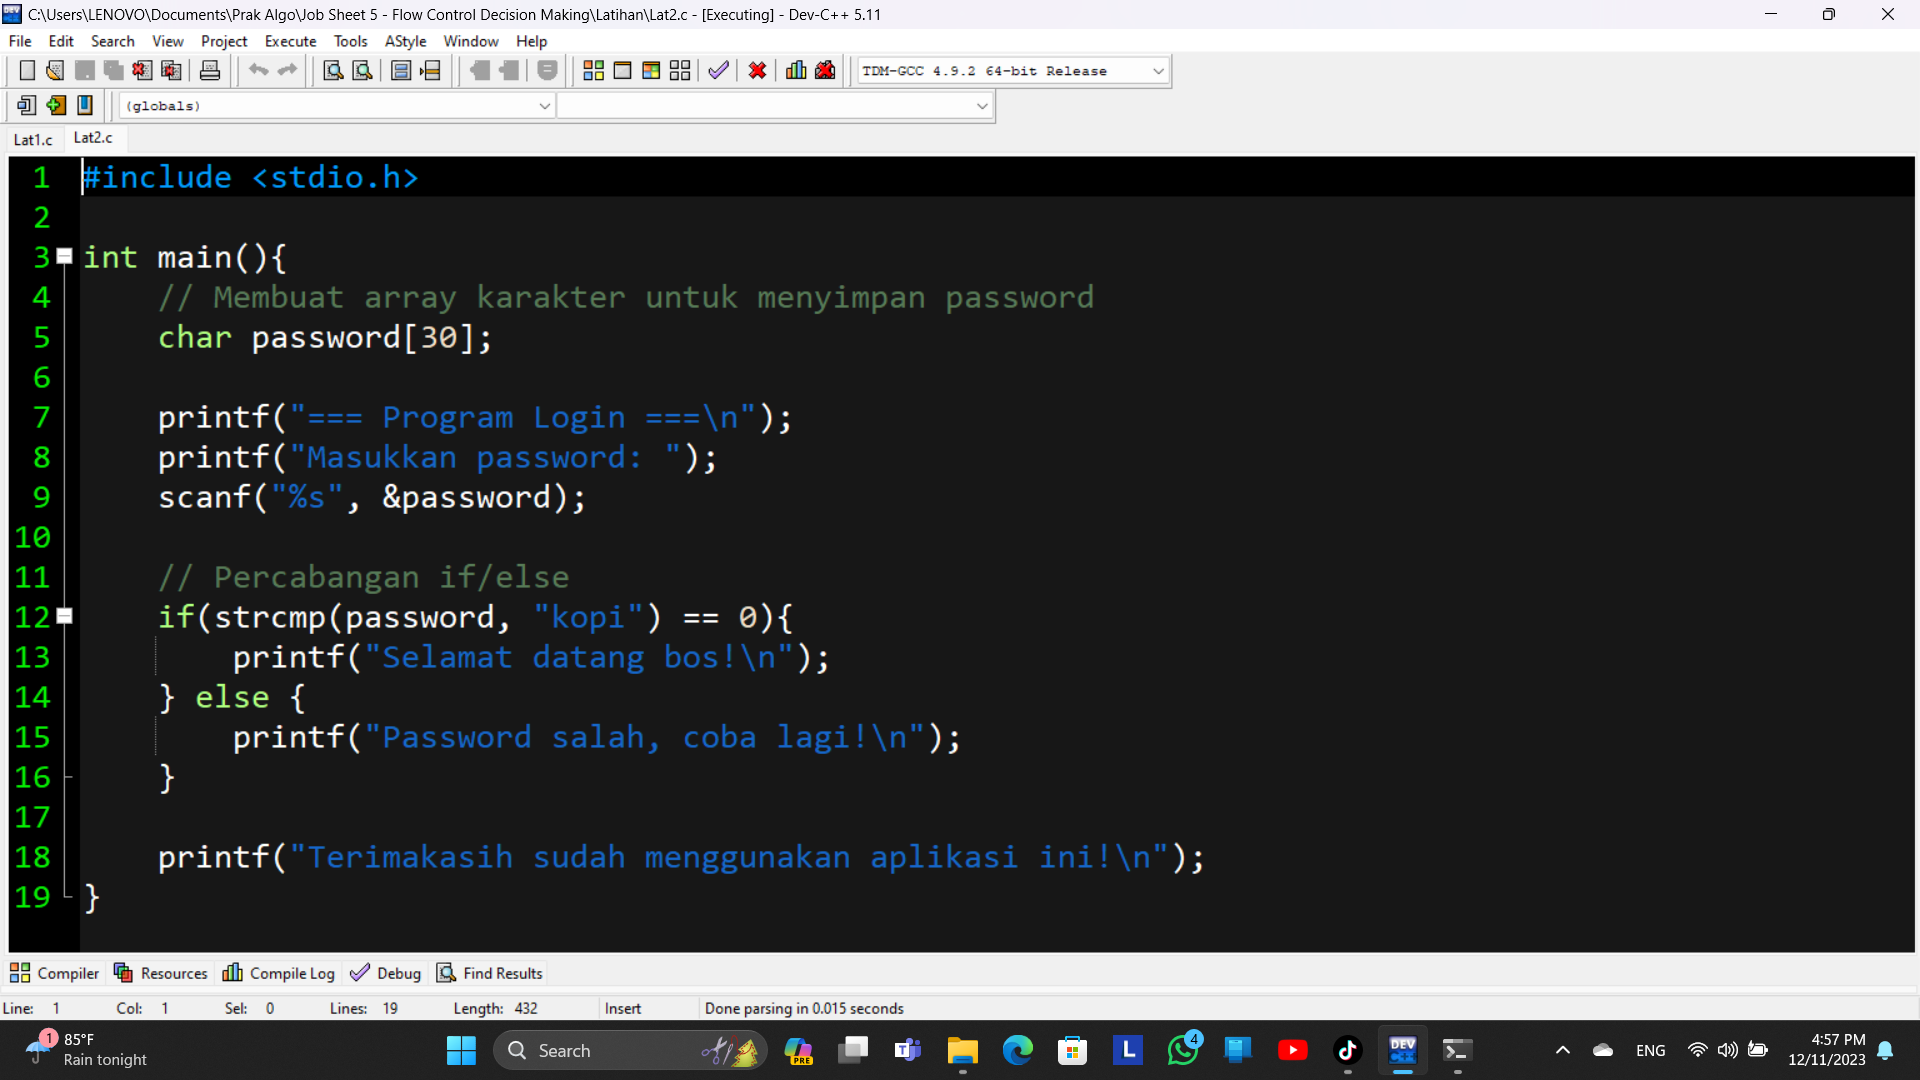 C:\Users\LENOVO\Documents\Prak Algo\Job Sheet 5 - Flow Control Decision Making\Latihan\Lat2.c - [Executing] - Dev-C++ 5.11
File Edit Search View Project Execute Tools AStyle Window Help
TDM-GCC 4.9.2 64-bit Release
(globals)
Lat1.c Lat2.c
1 #include <stdio.h>
2
3 int main(){
4 // Membuat array karakter untuk menyimpan password
5 char password[30];
6
7 printf("=== Program Login ===\n");
8 printf("Masukkan password: ");
9 scanf("%s", &password);
10
11 // Percabangan if/else
12 if(strcmp(password, "kopi") == 0){
13 printf("Selamat datang bos!\n");
14 } else {
15 printf("Password salah, coba lagi!\n");
16 }
17
18 printf("Terimakasih sudah menggunakan aplikasi ini!\n");
19 }
Compiler Resources Compile Log Debug Find Results
Line: 1 Col: 1 Sel: 0 Lines: 19 Length: 432 Insert Done parsing in 0.015 seconds
1 85°F
Rain tonight
Search
PRE
L
4
DEV
C++
ENG
4:57 PM
12/11/2023